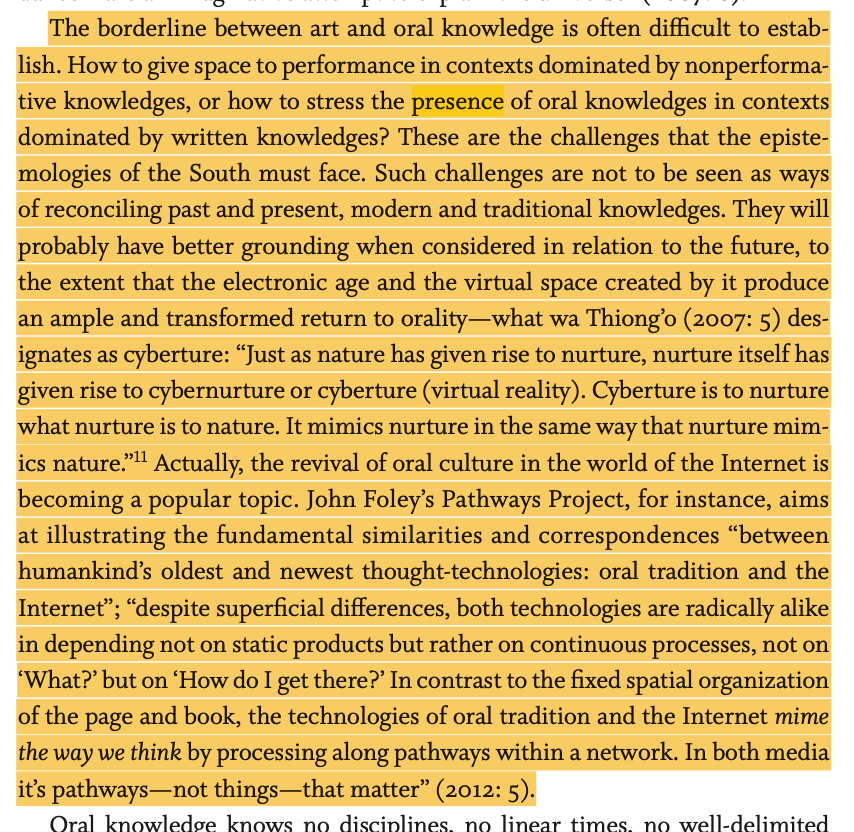 The borderline between art and oral knowledge is often difficult to estab-
lish. How to give space to performance in contexts dominated by nonperforma-
tive knowledges, or how to stress the presence of oral knowledges in contexts
dominated by written knowledges? These are the challenges that the episte-
mologies of the South must face. Such challenges are not to be seen as ways
of reconciling past and present, modern and traditional knowledges. They will
probably have better grounding when considered in relation to the future, to
the extent that the electronic age and the virtual space created by it produce
an ample and transformed return to orality—what wa Thiong’o (2007: 5) des-
ignates as cyberture: “Just as nature has given rise to nurture, nurture itself has
given rise to cybernurture or cyberture (virtual reality). Cyberture is to nurture
what nurture is to nature. It mimics nurture in the same way that nurture mim-
ics nature.”11 Actually, the revival of oral culture in the world of the Internet is
becoming a popular topic. John Foley’s Pathways Project, for instance, aims
at illustrating the fundamental similarities and correspondences “between
humankind’s oldest and newest thought-technologies: oral tradition and the
Internet”; “despite superficial differences, both technologies are radically alike
in depending not on static products but rather on continuous processes, not on
‘What?’ but on ‘How do I get there?’ In contrast to the fixed spatial organization
of the page and book, the technologies of oral tradition and the Internet mime
the way we think by processing along pathways within a network. In both media
it’s pathways—not things—that matter” (2012: 5).
Oral knowledge knows no disciplines, no linear times, no well-delimited